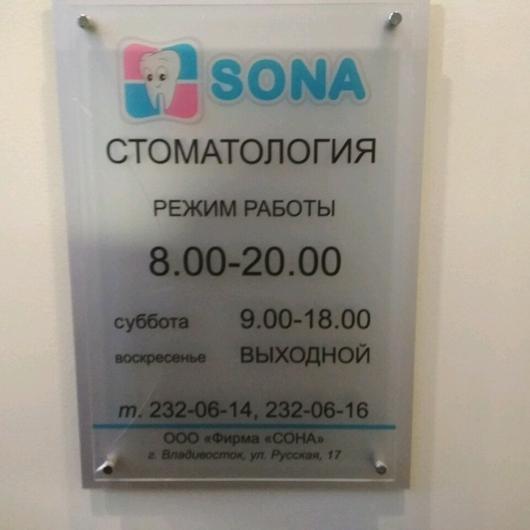 SONA
СТОМАТОЛОГИЯ
РЕЖИМ РАБОТЫ
8.00-20.00
суббота 9.00-18.00
воскресенье ВЫХОДНОЙ
т. 232-06-14, 232-06-16
ООО «Фирма «СОНА»
г. Владивосток, ул. Русская, 17